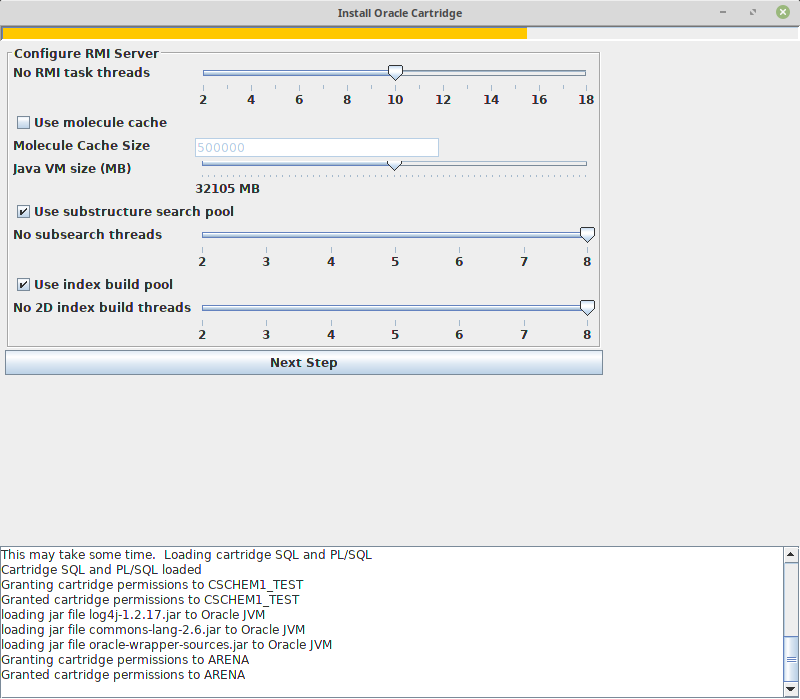 Install Oracle Cartridge
Configure RMI Server
No RMI task threads
2 4 6 8 10 12 14 16 18
Use molecule cache
Molecule Cache Size 500000
Java VM size (MB)
32105 MB
Use substructure search pool
No subsearch threads
2 3 4 5 6 7 8
Use index build pool
No 2D index build threads
2 3 4 5 6 7 8
Next Step
This may take some time.  Loading cartridge SQL and PL/SQL
Cartridge SQL and PL/SQL loaded
Granting cartridge permissions to CSCHEM1_TEST
Granted cartridge permissions to CSCHEM1_TEST
loading jar file log4j-1.2.17.jar to Oracle JVM
loading jar file commons-lang-2.6.jar to Oracle JVM
loading jar file oracle-wrapper-sources.jar to Oracle JVM
Granting cartridge permissions to ARENA
Granted cartridge permissions to ARENA